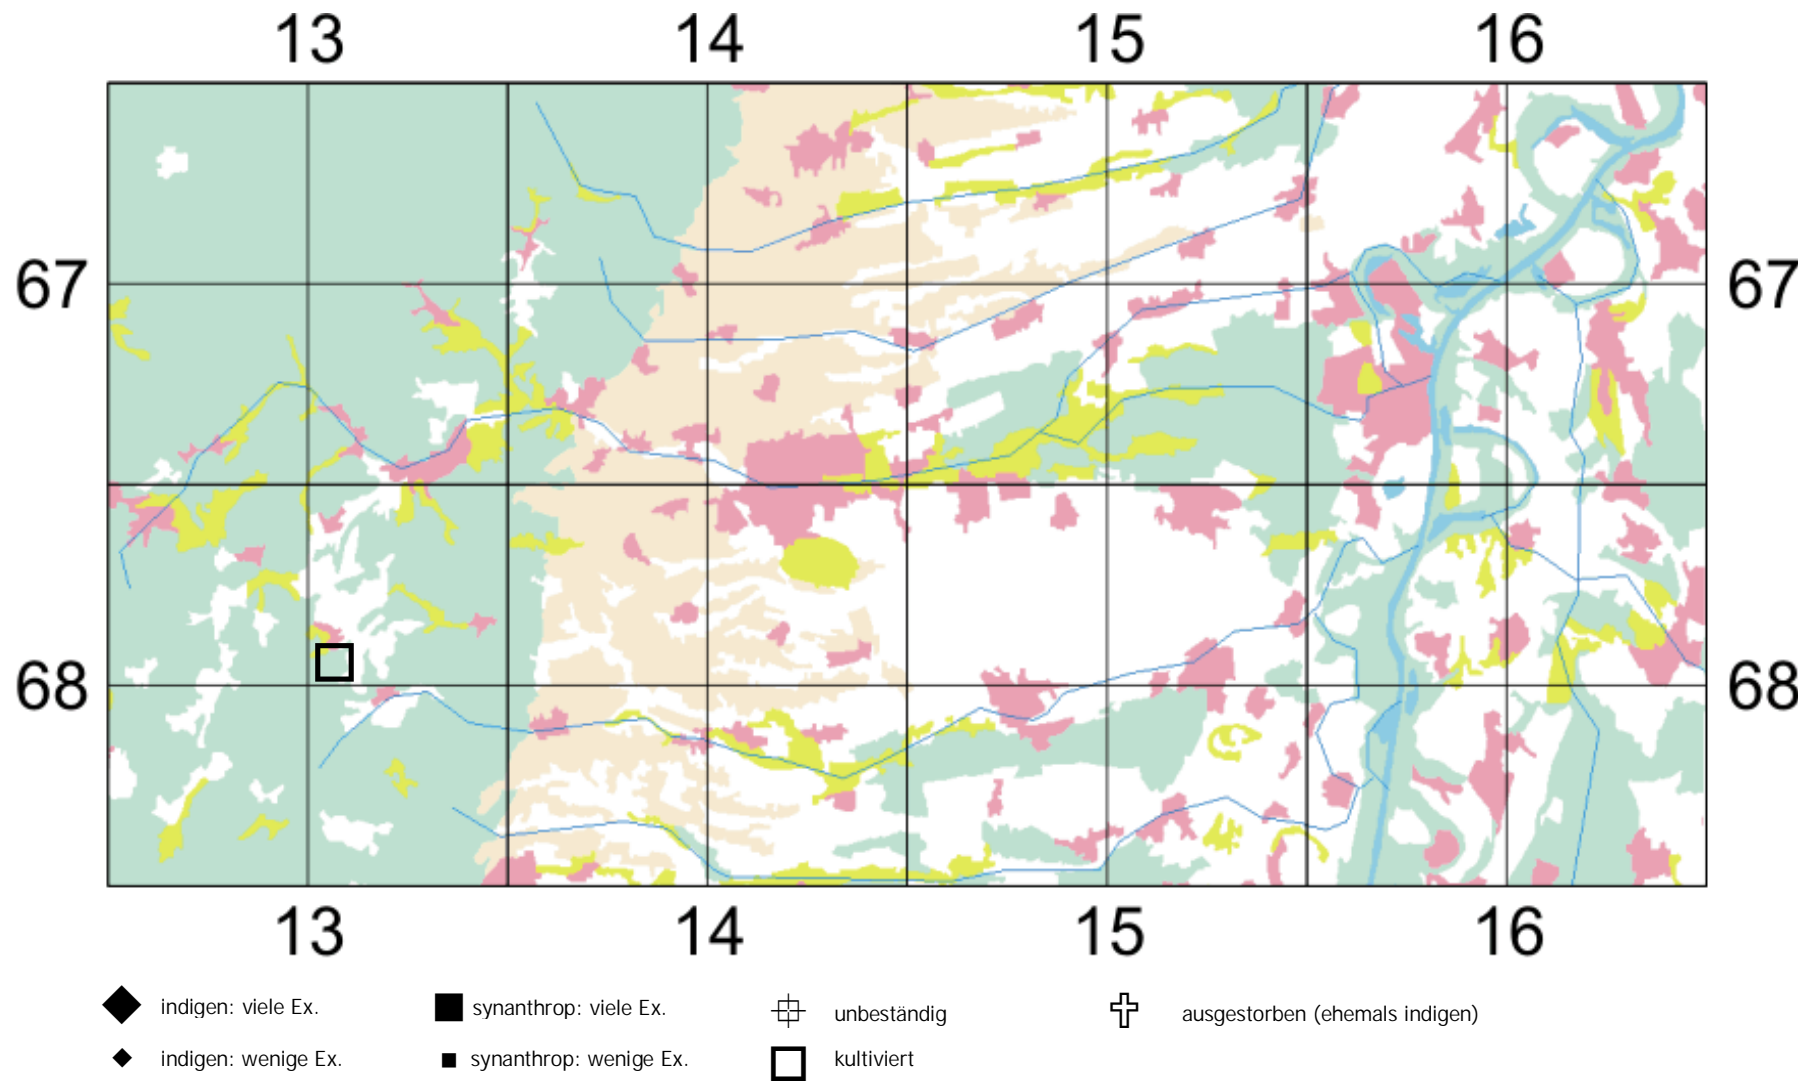 13 14 15 16
67 67
68 68
13 14 15 16
indigen: viele Ex. synanthrop: viele Ex. unbeständig ausgestorben (ehemals indigen)
indigen: wenige Ex. synanthrop: wenige Ex. kultiviert